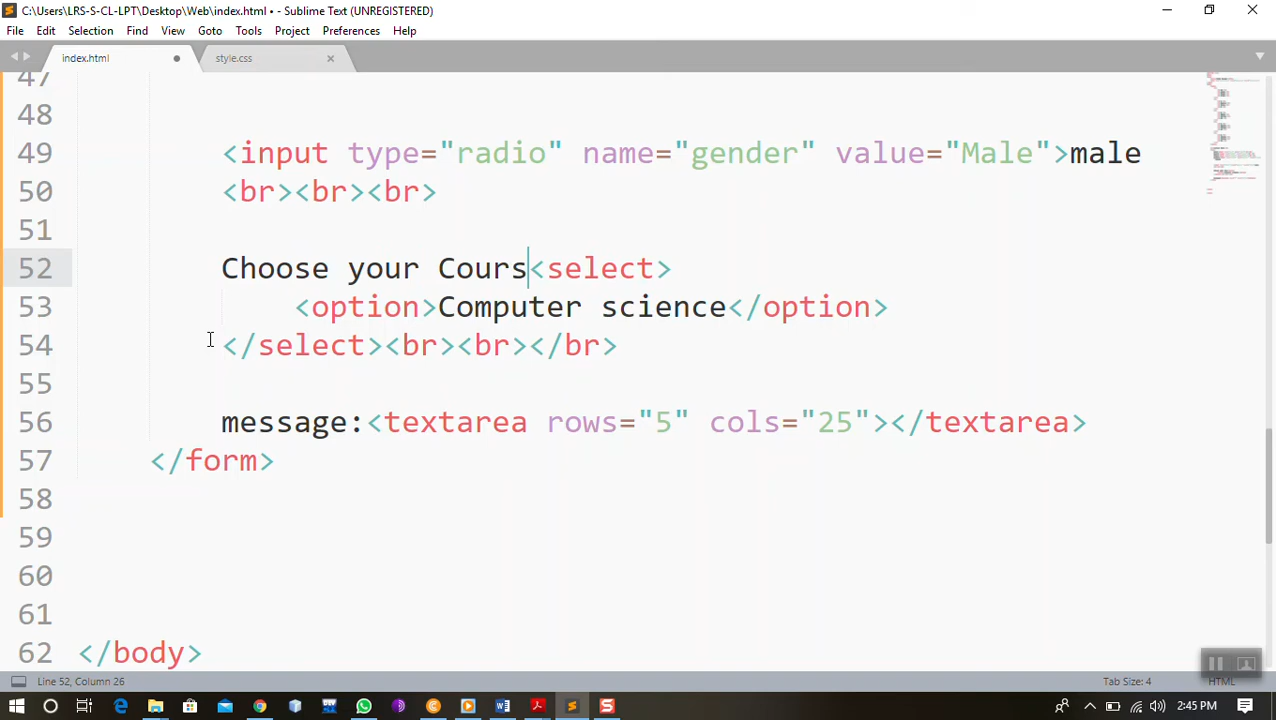 C:\Users\LRS-S-CL-LPT\Desktop\Web\index.html • - Sublime Text (UNREGISTERED)
File Edit Selection Find View Goto Tools Project Preferences Help
index.html style.css
47
48
49 <input type="radio" name="gender" value="Male">male
50 <br><br><br>
51
52 Choose your Cours<select>
53 <option>Computer science</option>
54 </select><br><br></br>
55
56 message:<textarea rows="5" cols="25"></textarea>
57 </form>
58
59
60
61
62 </body>
Line 52, Column 26 Tab Size: 4 HTML
2:45 PM